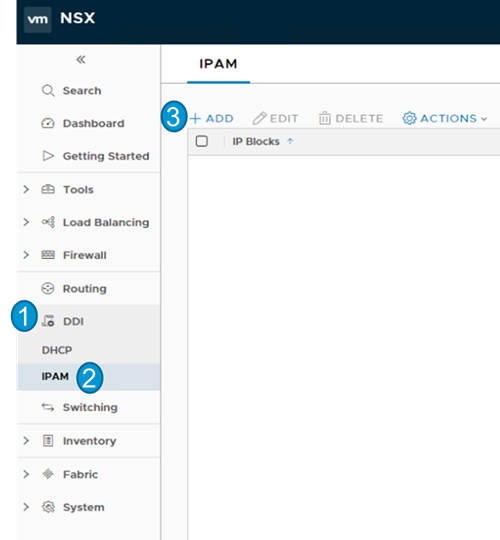 vm NSX
«
IPAM
Search
3 + ADD EDIT DELETE ACTIONS
Dashboard
IP Blocks ↑
Getting Started
Tools
Load Balancing
Firewall
Routing
1 DDI
DHCP
IPAM 2
Switching
Inventory
Fabric
System